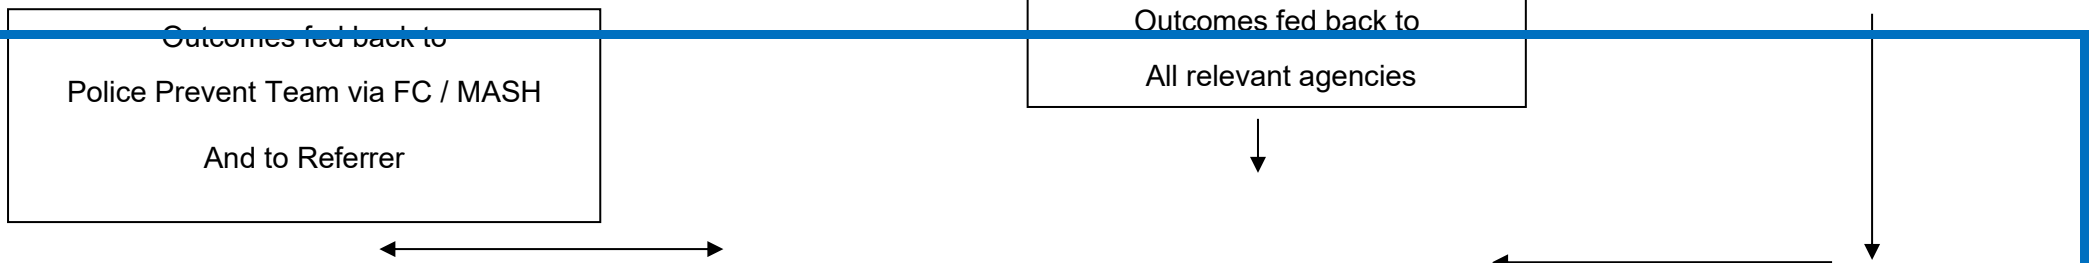 Outcomes fed back to
Police Prevent Team via FC / MASH
And to Referrer
Outcomes fed back to
All relevant agencies